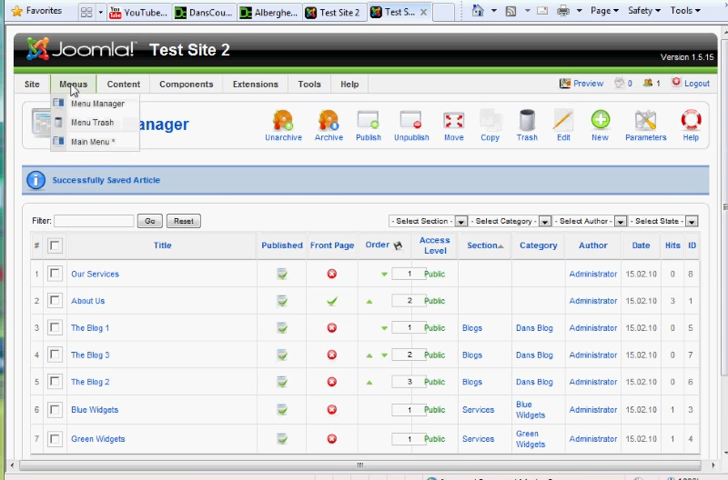 Favorites YouTube... DansCou... Alberghe... Test Site 2 Test S... Page Safety Tools
Joomla! Test Site 2
Version 1.5.15
Site Menus Content Components Extensions Tools Help Preview 0 1 Logout
Menu Manager
Menu Trash
Main Menu *
anager
Unarchive Archive Publish Unpublish Move Copy Trash Edit New Parameters Help
Successfully Saved Article
Filter: Go Reset - Select Section - - Select Category - - Select Author - - Select State -
# Title Published Front Page Order Access Level Section Category Author Date Hits ID
1 Our Services 1 Public Administrator 15.02.10 0 8
2 About Us 2 Public Administrator 15.02.10 3 1
3 The Blog 1 1 Public Blogs Dans Blog Administrator 15.02.10 0 5
4 The Blog 3 2 Public Blogs Dans Blog Administrator 15.02.10 0 7
5 The Blog 2 3 Public Blogs Dans Blog Administrator 15.02.10 0 6
6 Blue Widgets 1 Public Services Blue Widgets Administrator 15.02.10 1 3
7 Green Widgets 1 Public Services Green Widgets Administrator 15.02.10 1 4